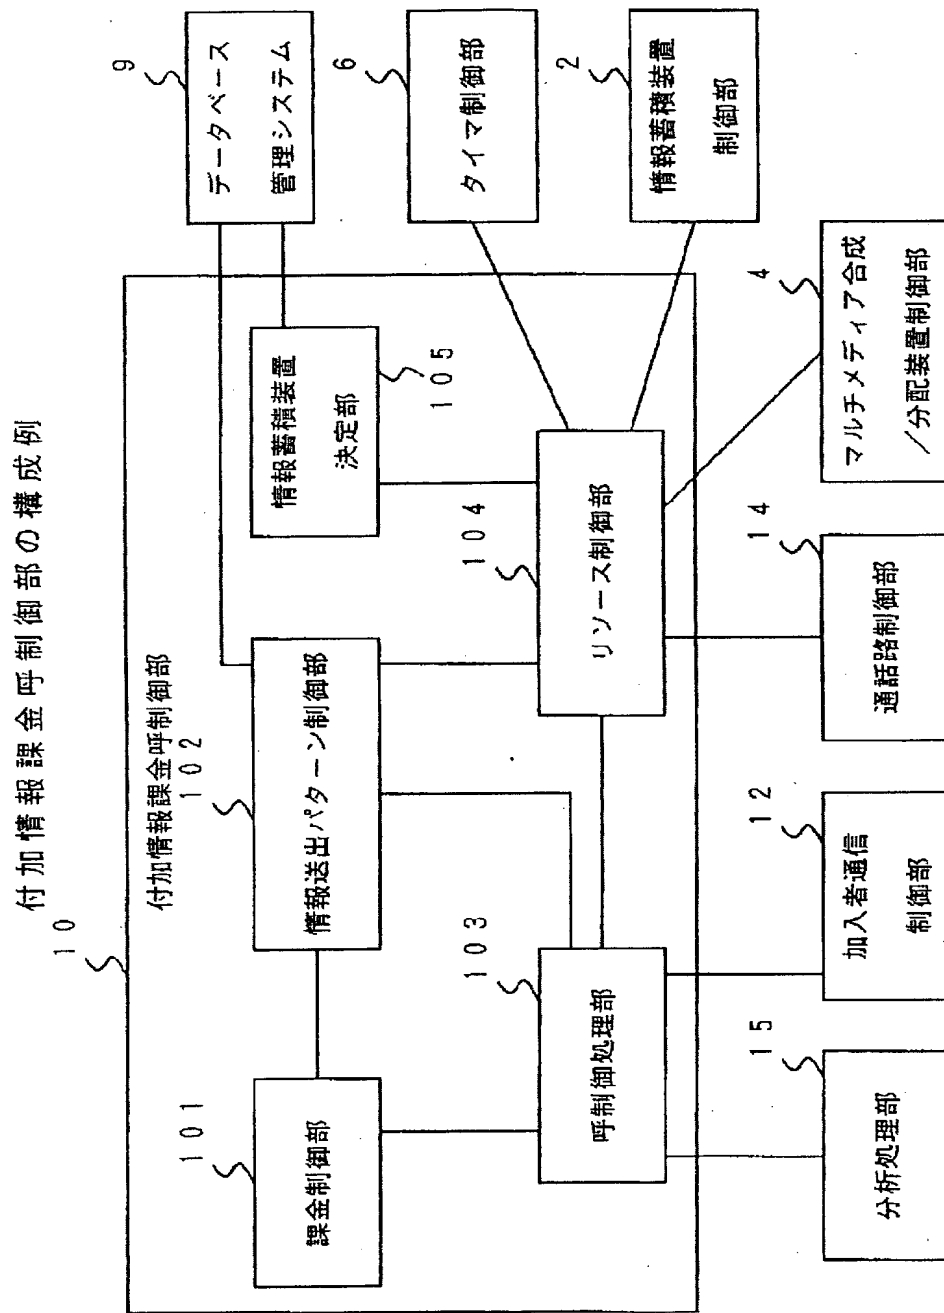 付加情報課金呼制御部の構成例
10
付加情報課金呼制御部
101
課金制御部
102
情報送出パターン制御部
情報蓄積装置
決定部
105
103
呼制御処理部
104
リソース制御部
9
データベース
管理システム
6
タイマ制御部
2
情報蓄積装置
制御部
15
分析処理部
12
加入者通信
制御部
14
通話路制御部
4
マルチメディア合成
/分配装置制御部